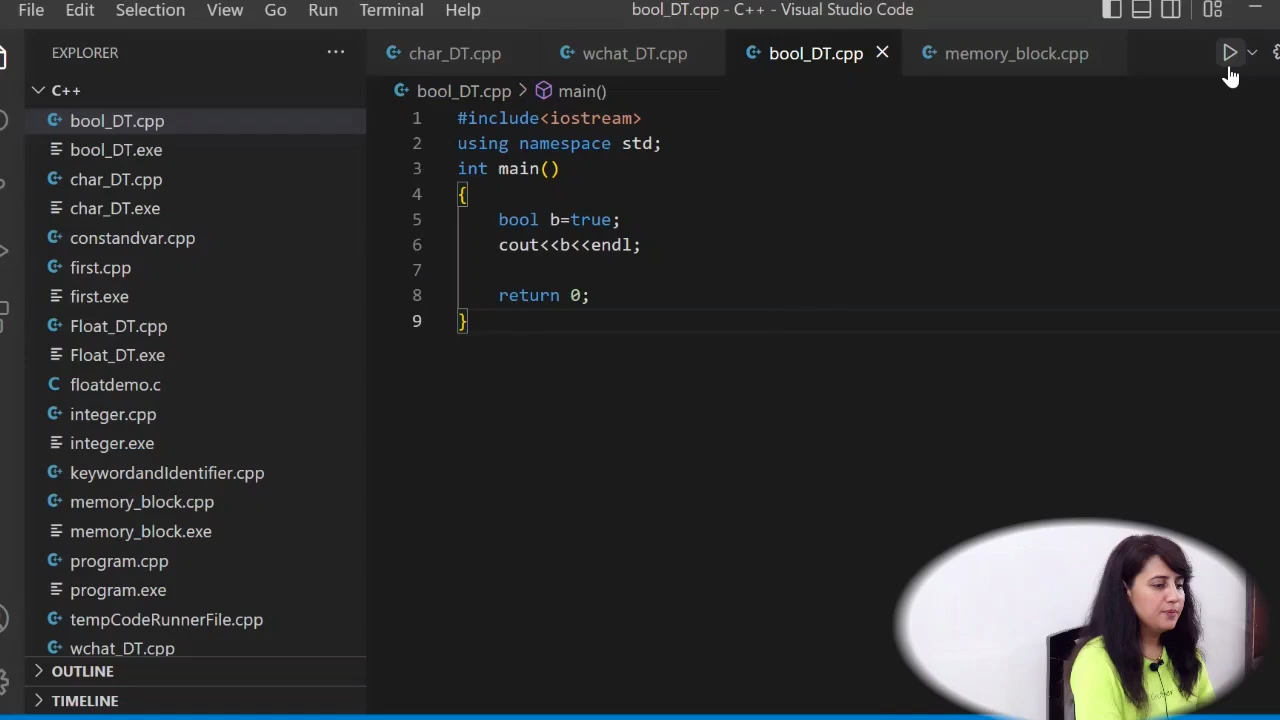 File Edit Selection View Go Run Terminal Help bool_DT.cpp - C++ - Visual Studio Code
EXPLORER ···
char_DT.cpp wchat_DT.cpp bool_DT.cpp memory_block.cpp
C++
bool_DT.cpp > main()
bool_DT.cpp
bool_DT.exe
char_DT.cpp
char_DT.exe
constandvar.cpp
first.cpp
first.exe
Float_DT.cpp
Float_DT.exe
floatdemo.c
integer.cpp
integer.exe
keywordandIdentifier.cpp
memory_block.cpp
memory_block.exe
program.cpp
program.exe
tempCodeRunnerFile.cpp
wchat_DT.cpp
OUTLINE
TIMELINE
1 #include<iostream>
2 using namespace std;
3 int main()
4 {
5 bool b=true;
6 cout<<b<<endl;
7
8 return 0;
9 }